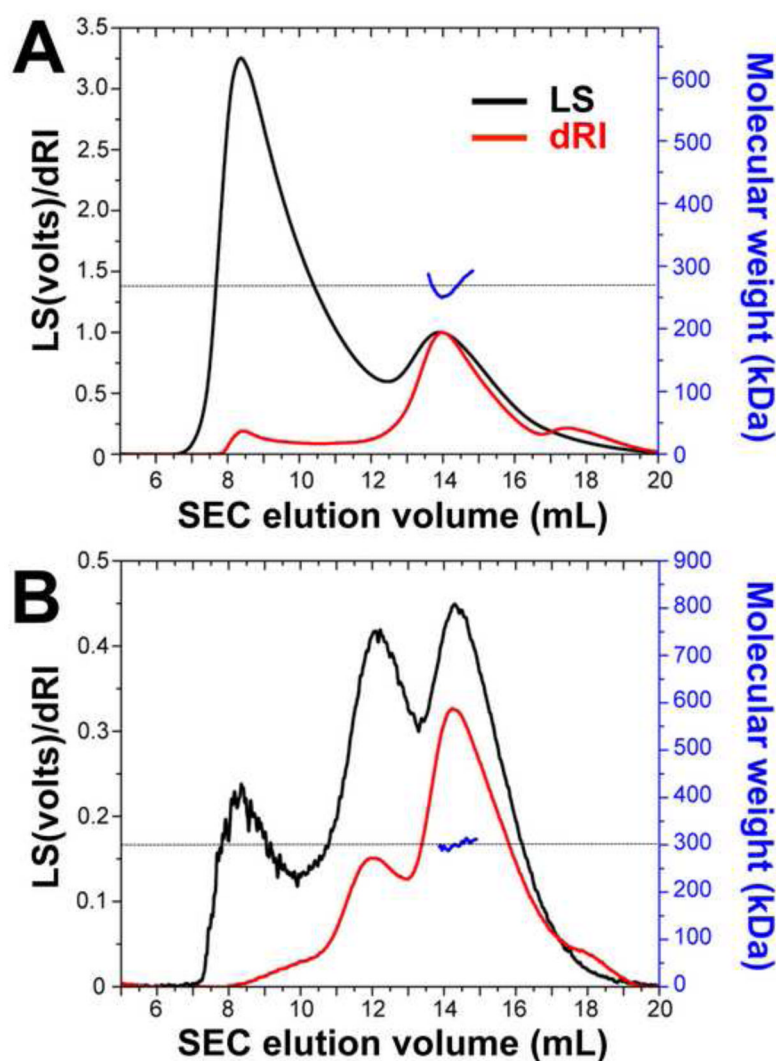 A
LS(volts)/dRI
3.5
3.0
2.5
2.0
1.5
1.0
0.5
0
LS
dRI
600
500
400
300
200
100
0
Molecular weight (kDa)
6 8 10 12 14 16 18 20
SEC elution volume (mL)
B
LS(volts)/dRI
0.5
0.4
0.3
0.2
0.1
0
900
800
700
600
500
400
300
200
100
0
Molecular weight (kDa)
6 8 10 12 14 16 18 20
SEC elution volume (mL)